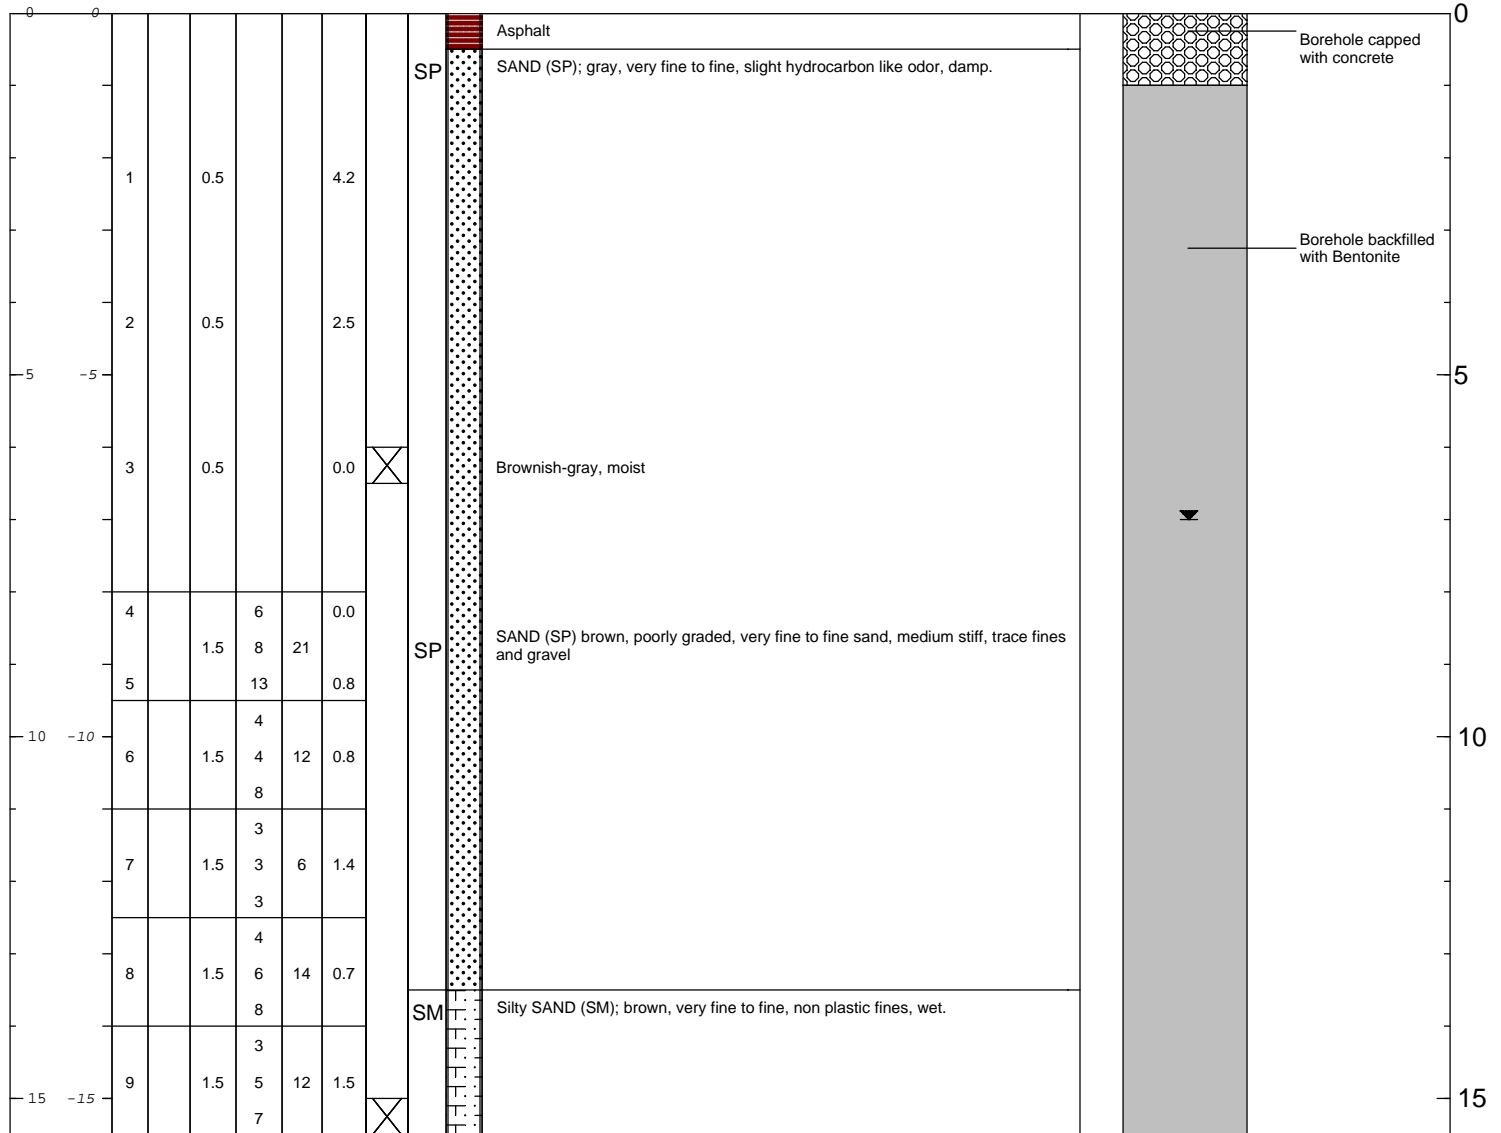 0 0 0
Asphalt
Borehole capped
with concrete
SP SAND (SP); gray, very fine to fine, slight hydrocarbon like odor, damp.
1 0.5 4.2
Borehole backfilled
with Bentonite
2 0.5 2.5
5 -5 5
3 0.5 0.0 Brownish-gray, moist
4 6 0.0
1.5 8 21 SP SAND (SP) brown, poorly graded, very fine to fine sand, medium stiff, trace fines
and gravel
5 13 0.8
4
10 -10 10
6 1.5 4 12 0.8
8
3
7 1.5 3 6 1.4
3
4
8 1.5 6 14 0.7
8 SM Silty SAND (SM); brown, very fine to fine, non plastic fines, wet.
3
9 1.5 5 12 1.5
15 -15 15
7